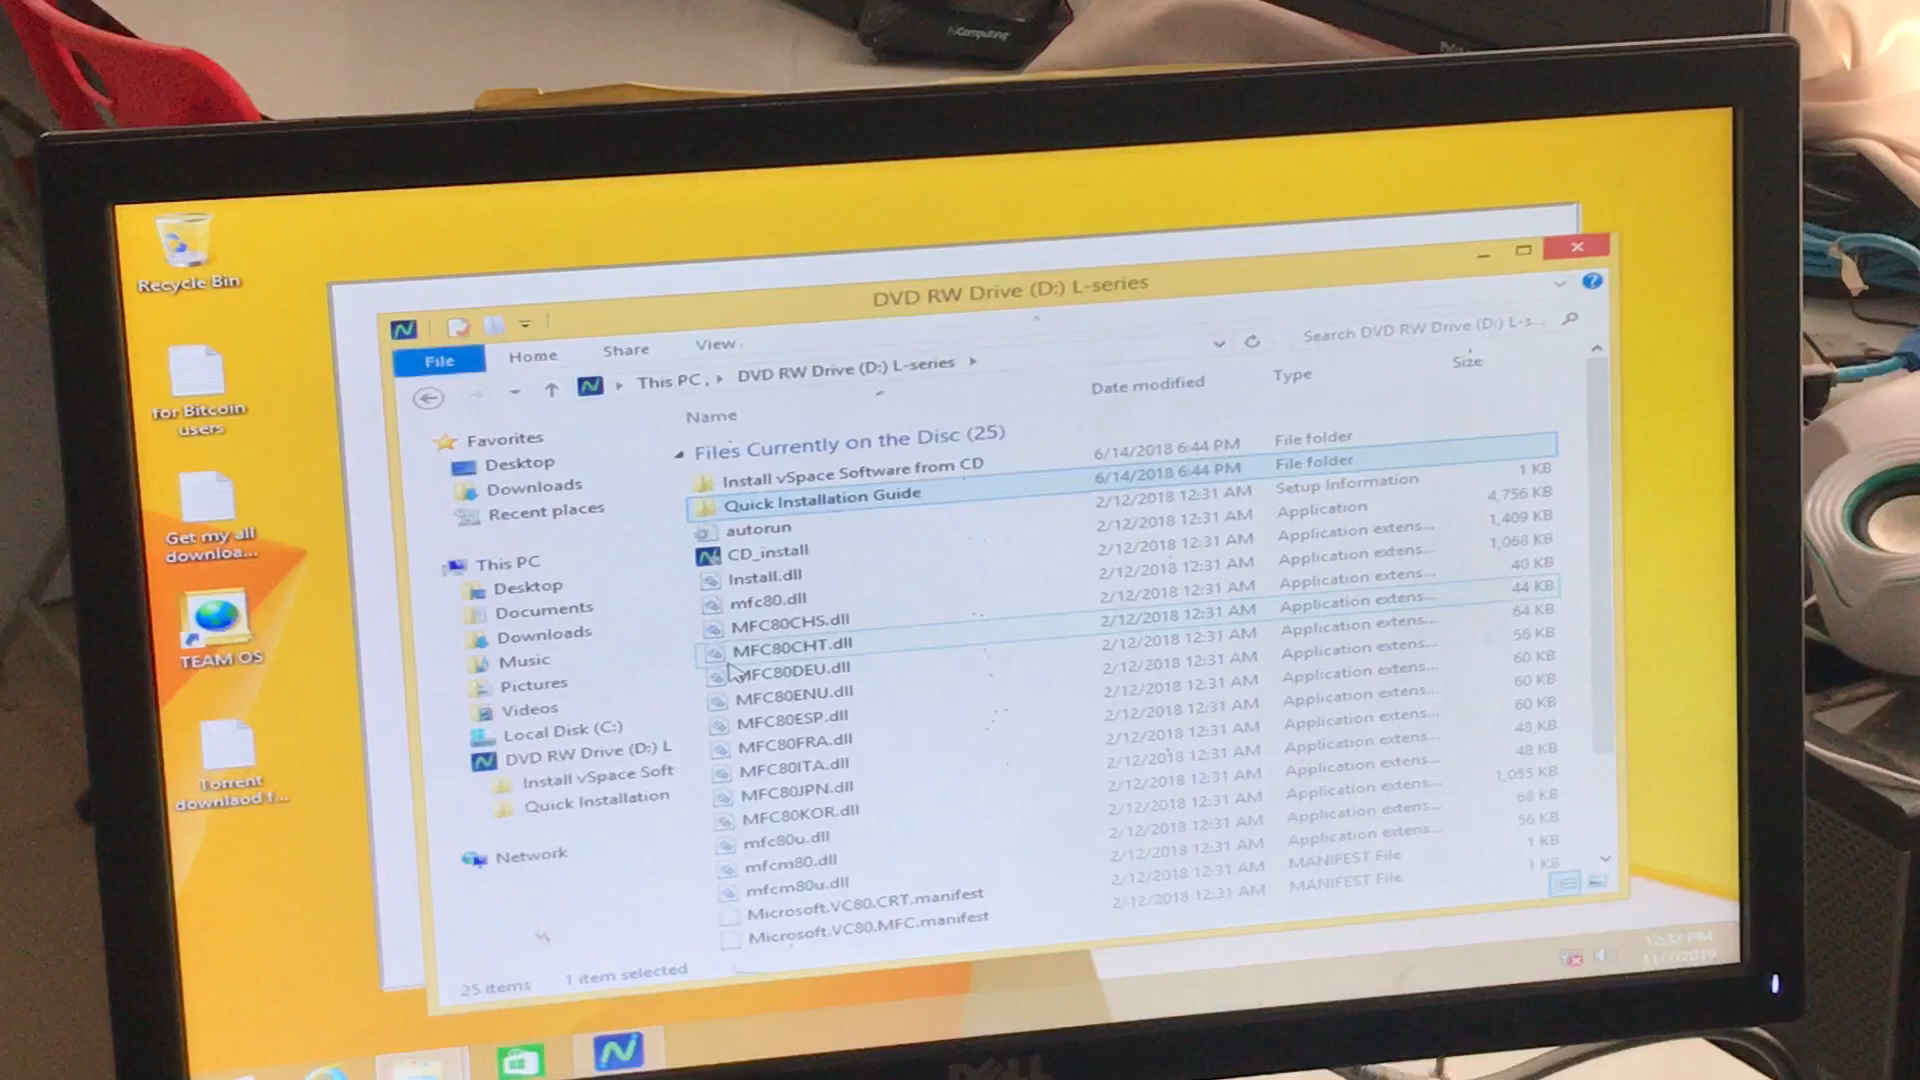 NComputing
Recycle Bin
for Bitcoin
users
Get my all
downloa...
TEAM OS
Torrent
downlaod f...
DVD RW Drive (D:) L-series
File Home Share View
This PC DVD RW Drive (D:) L-series
Search DVD RW Drive (D:) L-s...
Name Date modified Type Size
Favorites
Desktop
Downloads
Recent places
This PC
Desktop
Documents
Downloads
Music
Pictures
Videos
Local Disk (C:)
DVD RW Drive (D:) L
Install vSpace Soft
Quick Installation
Network
Files Currently on the Disc (25)
Install vSpace Software from CD 6/14/2018 6:44 PM File folder
Quick Installation Guide 6/14/2018 6:44 PM File folder
autorun 2/12/2018 12:31 AM Setup Information 1 KB
CD_install 2/12/2018 12:31 AM Application 4,756 KB
Install.dll 2/12/2018 12:31 AM Application extens... 1,409 KB
mfc80.dll 2/12/2018 12:31 AM Application extens... 1,068 KB
MFC80CHS.dll 2/12/2018 12:31 AM Application extens... 40 KB
MFC80CHT.dll 2/12/2018 12:31 AM Application extens... 44 KB
MFC80DEU.dll 2/12/2018 12:31 AM Application extens... 64 KB
MFC80ENU.dll 2/12/2018 12:31 AM Application extens... 56 KB
MFC80ESP.dll 2/12/2018 12:31 AM Application extens... 60 KB
MFC80FRA.dll 2/12/2018 12:31 AM Application extens... 60 KB
MFC80ITA.dll 2/12/2018 12:31 AM Application extens... 60 KB
MFC80JPN.dll 2/12/2018 12:31 AM Application extens... 48 KB
MFC80KOR.dll 2/12/2018 12:31 AM Application extens... 48 KB
mfc80u.dll 2/12/2018 12:31 AM Application extens... 1,055 KB
mfcm80.dll 2/12/2018 12:31 AM Application extens... 68 KB
mfcm80u.dll 2/12/2018 12:31 AM Application extens... 56 KB
Microsoft.VC80.CRT.manifest 2/12/2018 12:31 AM MANIFEST File 1 KB
Microsoft.VC80.MFC.manifest 2/12/2018 12:31 AM MANIFEST File 1 KB
25 items 1 item selected
12:32 PM
11/7/2019
DELL